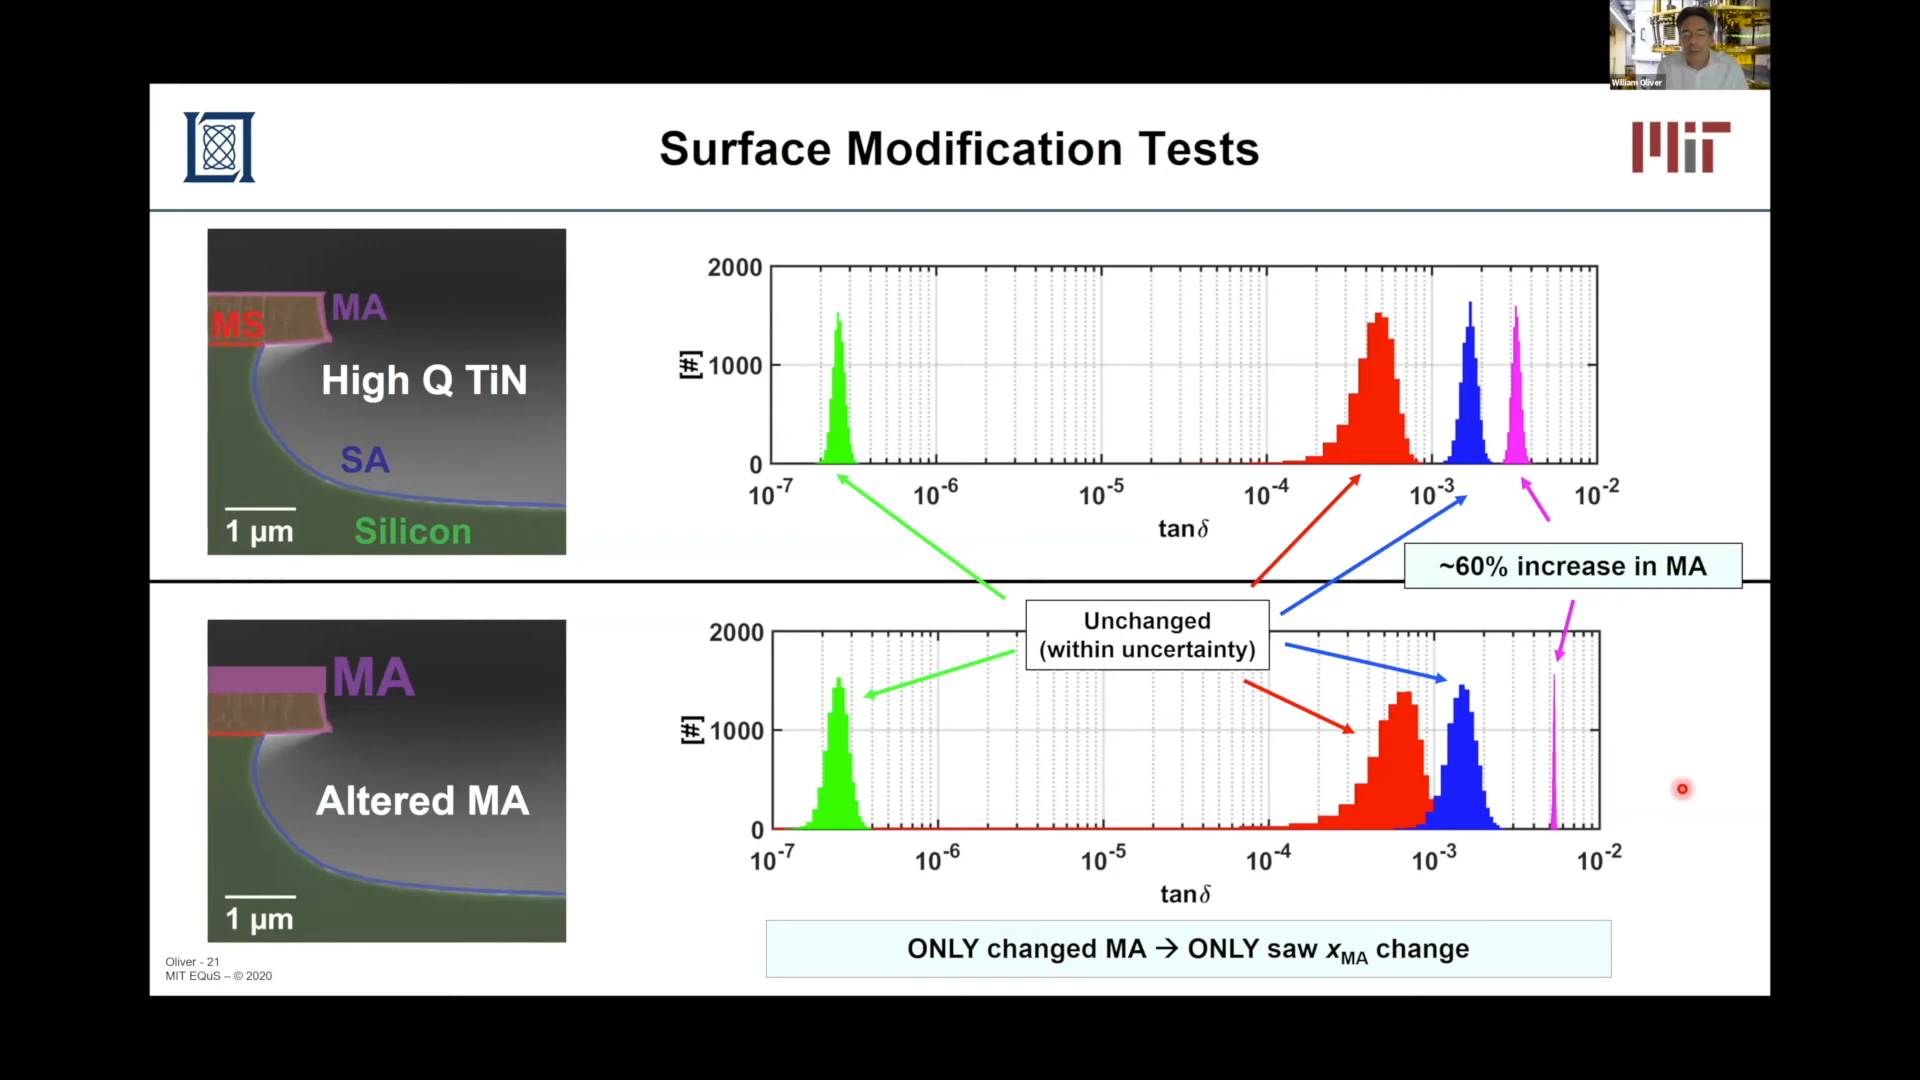 William Oliver
Surface Modification Tests
MIT
MS
MA
High Q TiN
SA
1 µm
Silicon
2000
1000
0
[#]
10-7
10-6
10-5
10-4
10-3
10-2
tanδ
~60% increase in MA
Unchanged
(within uncertainty)
MA
Altered MA
1 µm
2000
1000
0
[#]
10-7
10-6
10-5
10-4
10-3
10-2
tanδ
ONLY changed MA → ONLY saw xMA change
Oliver - 21
MIT EQuS – © 2020